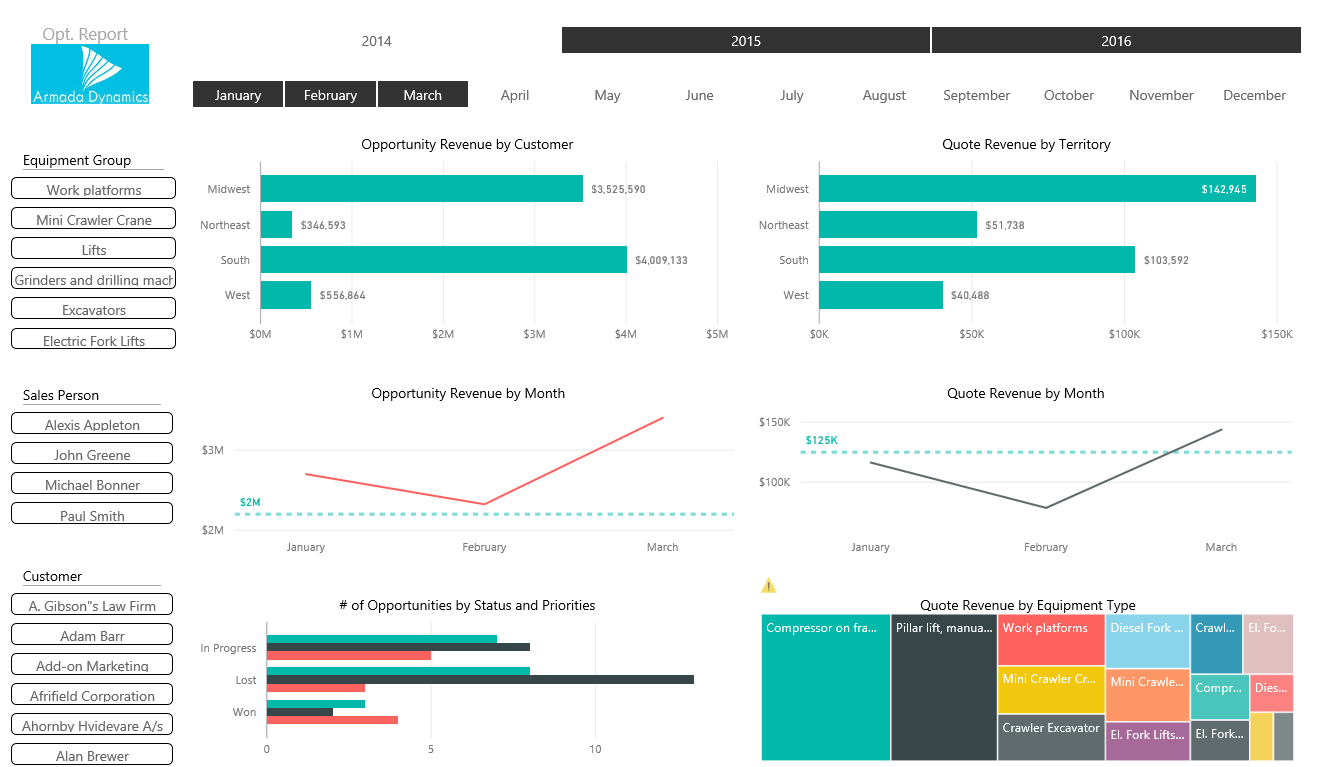 Opt. Report
Armada Dynamics
2014
2015
2016
January
February
March
April
May
June
July
August
September
October
November
December
Equipment Group
Work platforms
Mini Crawler Crane
Lifts
Grinders and drilling mach
Excavators
Electric Fork Lifts
Sales Person
Alexis Appleton
John Greene
Michael Bonner
Paul Smith
Customer
A. Gibson"s Law Firm
Adam Barr
Add-on Marketing
Afrifield Corporation
Ahornby Hvidevare A/s
Alan Brewer
Opportunity Revenue by Customer
Midwest
$3,525,590
Northeast
$346,593
South
$4,009,133
West
$556,864
$0M
$1M
$2M
$3M
$4M
$5M
Quote Revenue by Territory
Midwest
$142,945
Northeast
$51,738
South
$103,592
West
$40,488
$0K
$50K
$100K
$150K
Opportunity Revenue by Month
$3M
$2M
$2M
January
February
March
Quote Revenue by Month
$150K
$125K
$100K
January
February
March
# of Opportunities by Status and Priorities
In Progress
Lost
Won
0
5
10
Quote Revenue by Equipment Type
Compressor on fra...
Pillar lift, manua...
Work platforms
Mini Crawler Cr...
Crawler Excavator
Diesel Fork ...
Mini Crawle...
El. Fork Lifts...
Crawl...
El. Fo...
Compr...
Dies...
El. Fork...